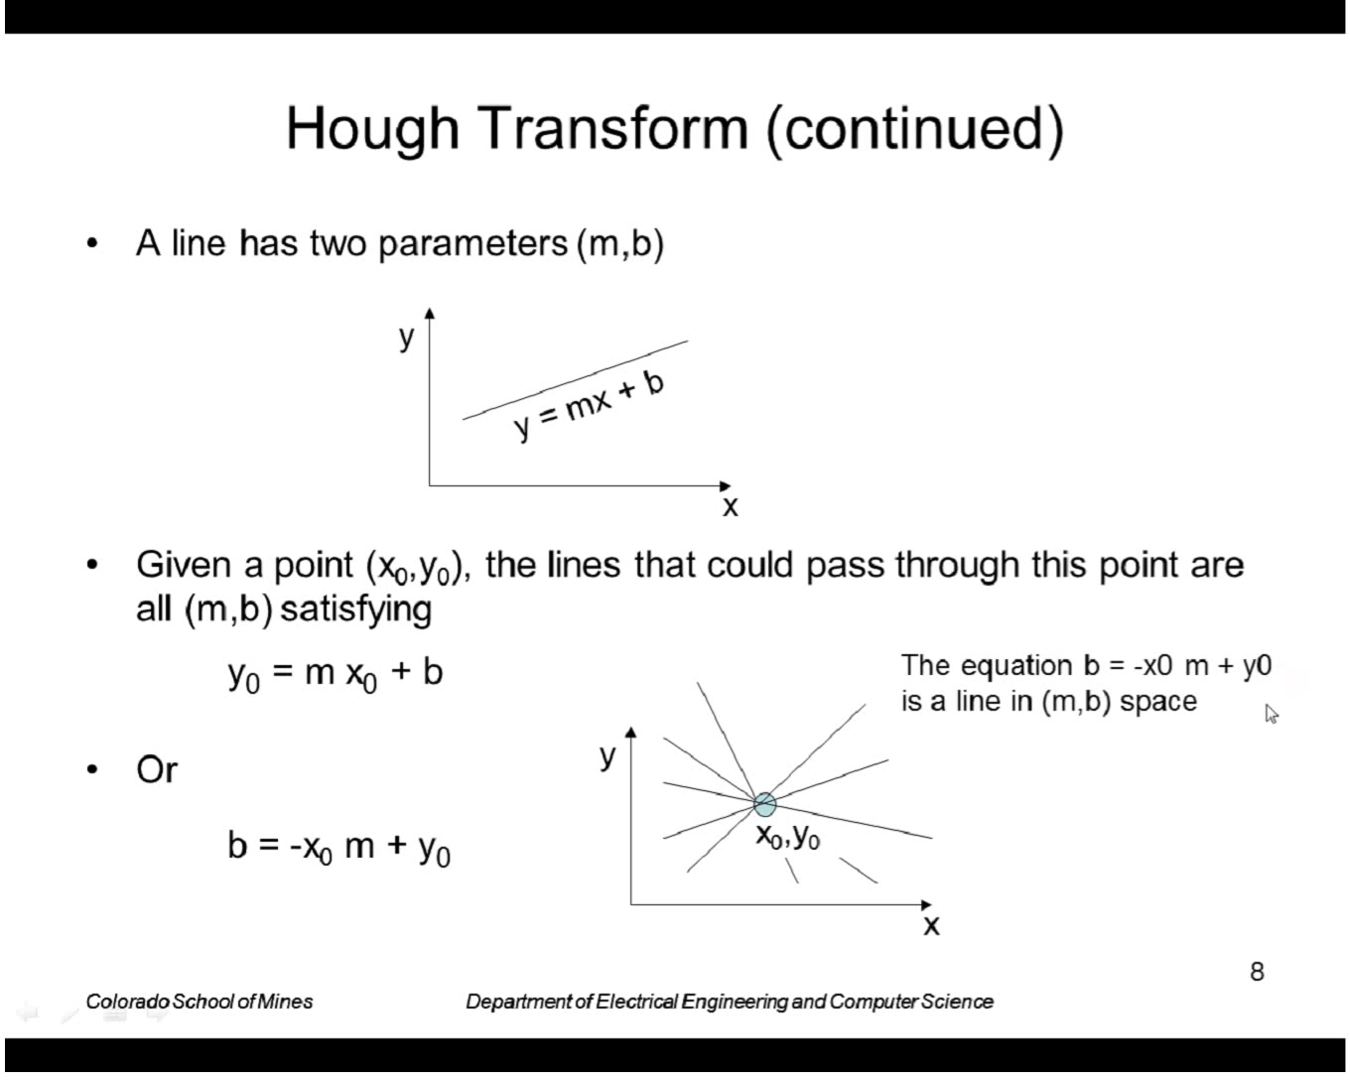 Hough Transform (continued)
• A line has two parameters (m,b)
y
y = mx + b
x
• Given a point (x₀,y₀), the lines that could pass through this point are
all (m,b) satisfying
y₀ = m x₀ + b
The equation b = -x0 m + y0
is a line in (m,b) space
• Or
b = -x₀ m + y₀
y
x₀,y₀
x
8
Colorado School of Mines
Department of Electrical Engineering and Computer Science